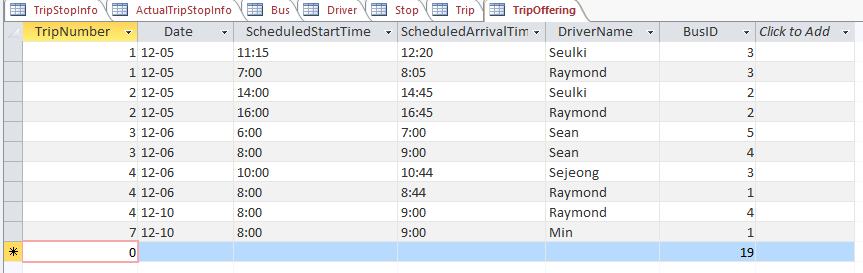 TripStopInfo ActualTripStopInfo Bus Driver Stop Trip TripOffering
TripNumber Date ScheduledStartTime ScheduledArrivalTim DriverName BusID Click to Add
1 12-05 11:15 12:20 Seulki 3
1 12-05 7:00 8:05 Raymond 3
2 12-05 14:00 14:45 Seulki 2
2 12-05 16:00 16:45 Raymond 2
3 12-06 6:00 7:00 Sean 5
3 12-06 8:00 9:00 Sean 4
4 12-06 10:00 10:44 Sejeong 3
4 12-06 8:00 8:44 Raymond 1
4 12-10 8:00 9:00 Raymond 4
7 12-10 8:00 9:00 Min 1
0 19